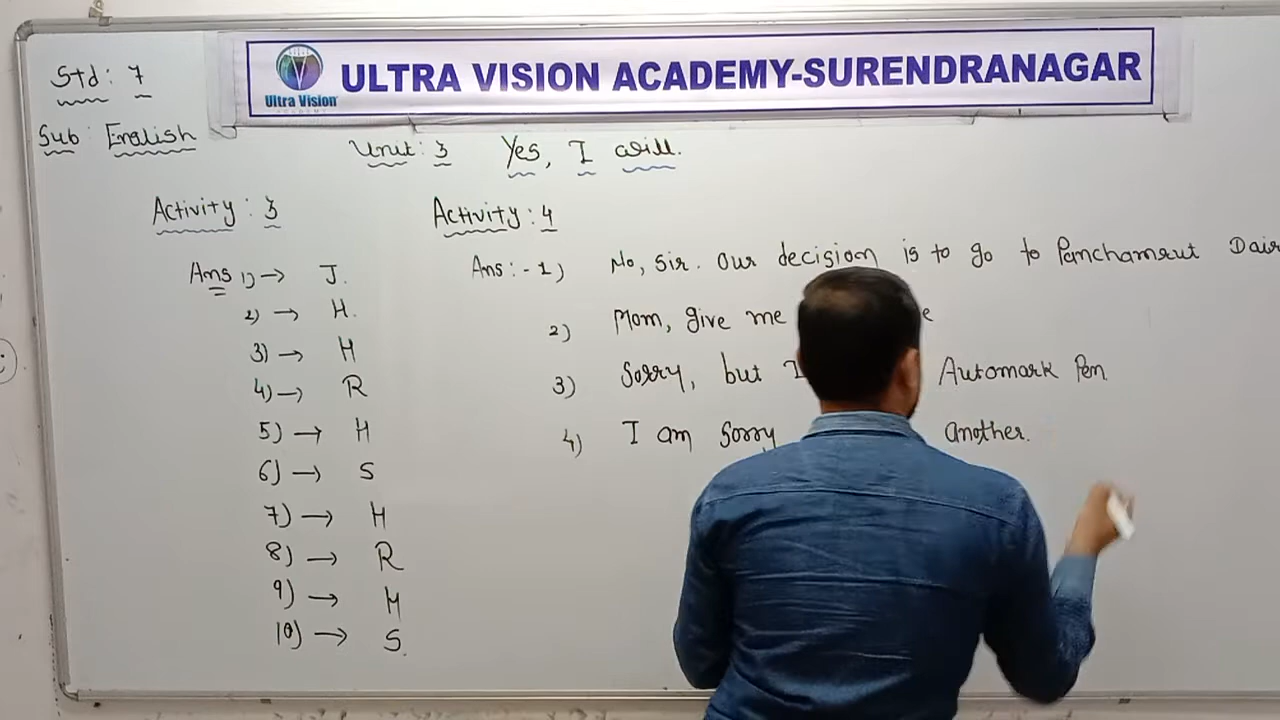 Std: 7
ULTRA VISION ACADEMY-SURENDRANAGAR
Ultra Vision
ACADEMY
Sub: English
Unit: 3 Yes, I will.
Activity: 3
Ans 1) → J.
2) → H.
3) → H
4) → R
5) → H
6) → S
7) → H
8) → R
9) → H
10) → S.
Activity: 4
Ans:- 1) No, Sir. Our decision is to go to Panchamrut
2) Mom, give me
3) Sorry, but I Automark Pen
4) I am Sorry another.